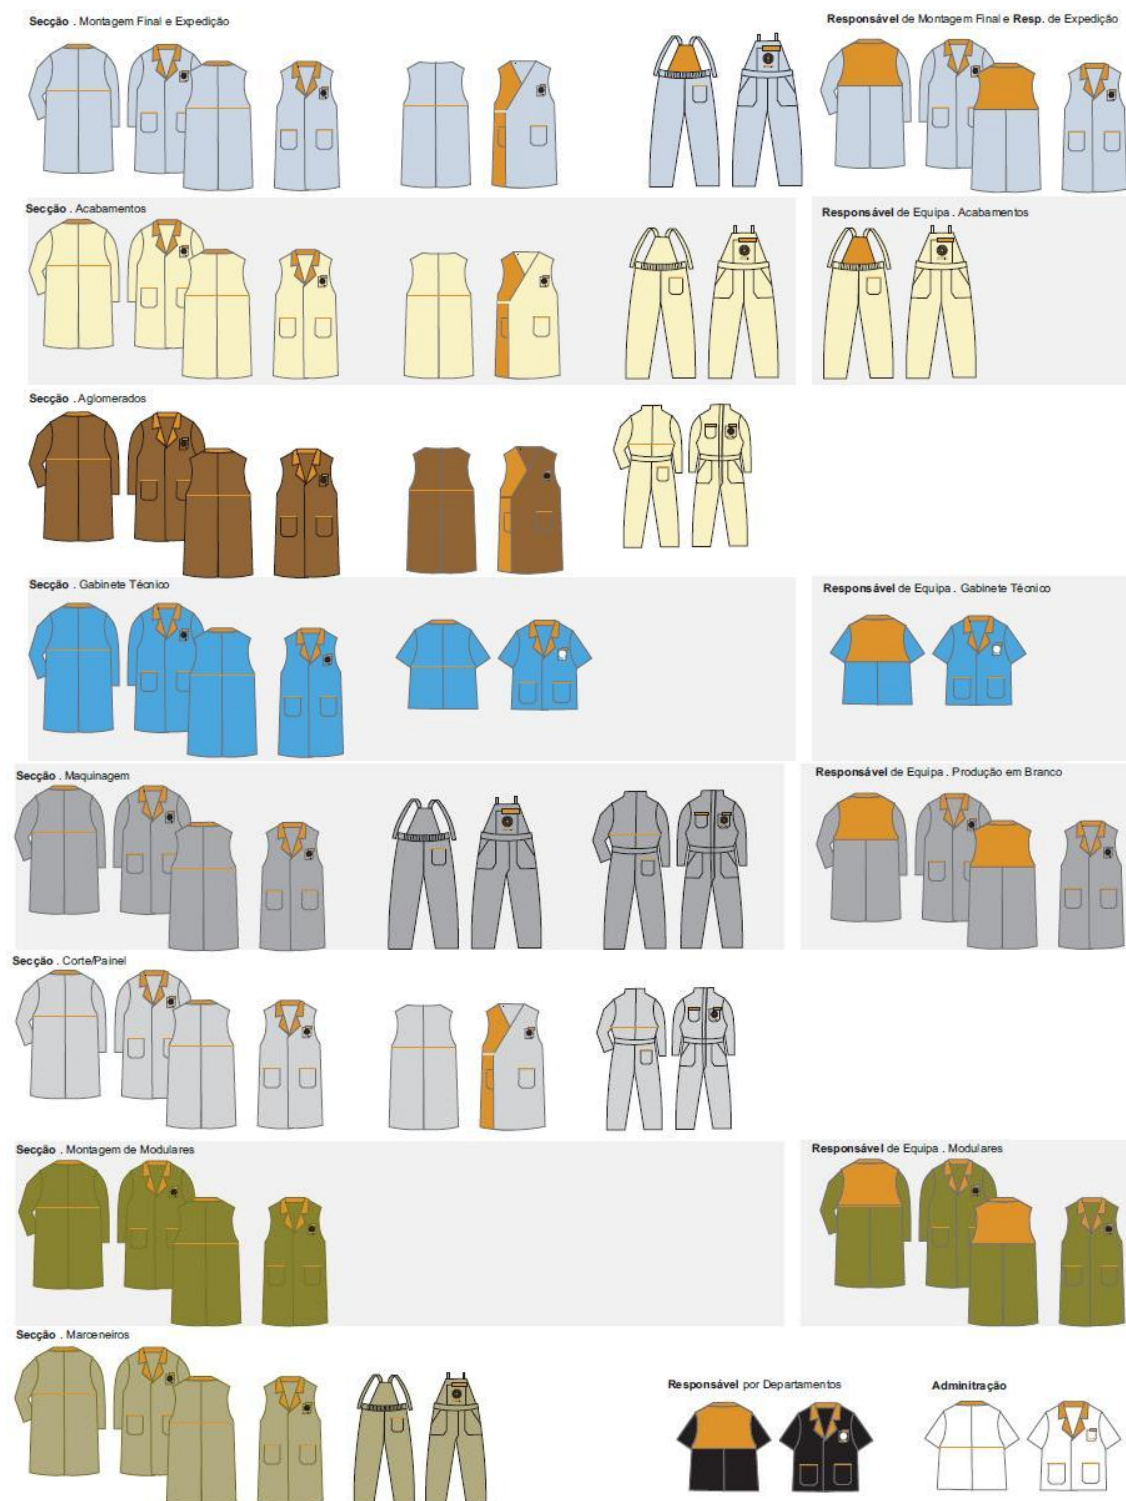 Secção . Montagem Final e Expedição
Responsável de Montagem Final e Resp. de Expedição
Secção . Acabamentos
Responsável de Equipa . Acabamentos
Secção . Aglomerados
Secção . Gabinete Técnico
Responsável de Equipa . Gabinete Técnico
Secção . Maquinagem
Responsável de Equipa . Produção em Branco
Secção . Corte/Painel
Secção . Montagem de Modulares
Responsável de Equipa . Modulares
Secção . Marceneiros
Responsável por Departamentos
Adminitração